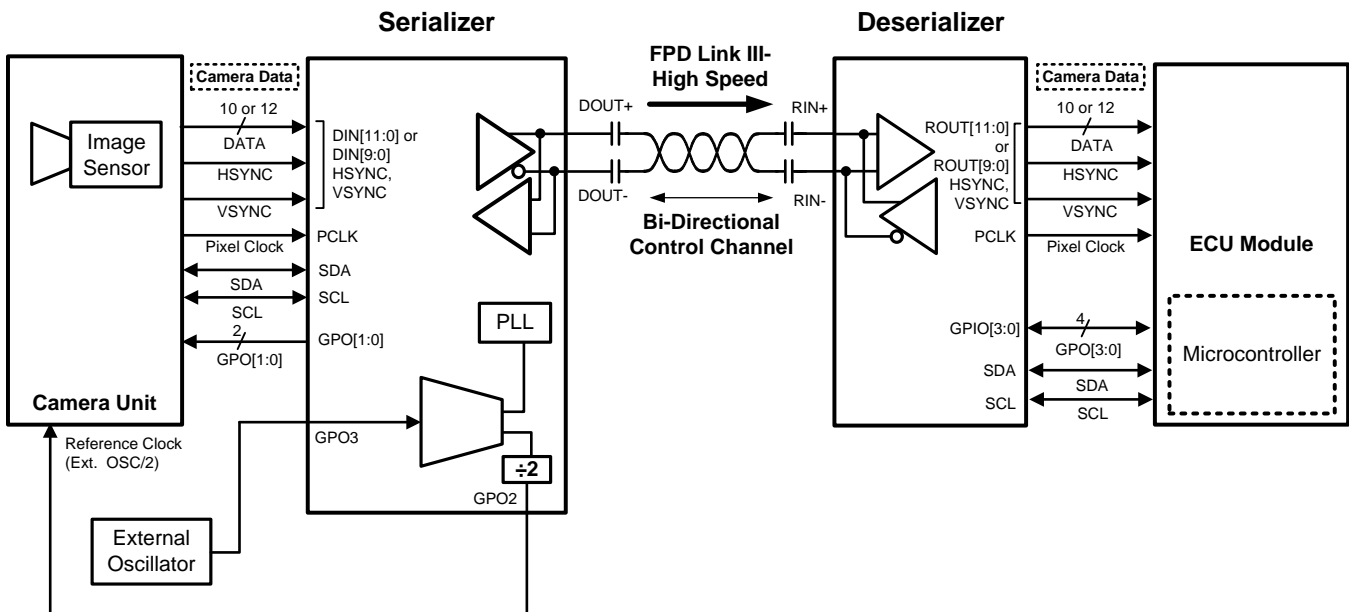 Serializer
Deserializer
FPD Link III-
High Speed
Camera Data
10 or 12
DATA
HSYNC
VSYNC
Pixel Clock
SDA
SCL
2
GPO[1:0]
Image
Sensor
Camera Unit
DIN[11:0] or
DIN[9:0]
HSYNC,
VSYNC
PCLK
SDA
SCL
GPO[1:0]
PLL
GPO3
÷2
GPO2
Reference Clock
(Ext. OSC/2)
External
Oscillator
DOUT+
DOUT-
RIN+
RIN-
Bi-Directional
Control Channel
ROUT[11:0]
or
ROUT[9:0]
HSYNC,
VSYNC
PCLK
GPIO[3:0]
SDA
SCL
Camera Data
10 or 12
DATA
HSYNC
VSYNC
Pixel Clock
4
GPO[3:0]
SDA
SCL
ECU Module
Microcontroller